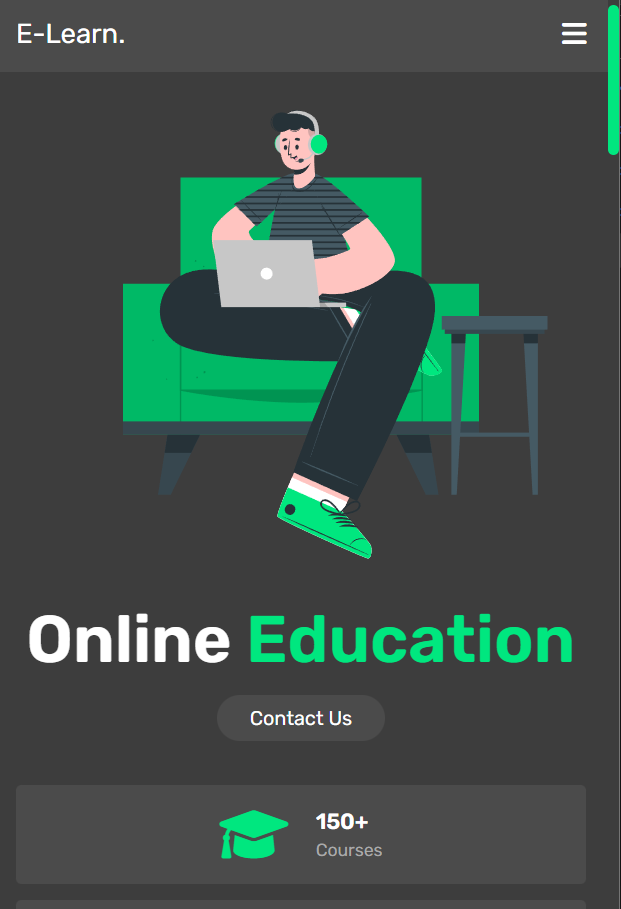 E-Learn.
Online Education
Contact Us
150+
Courses